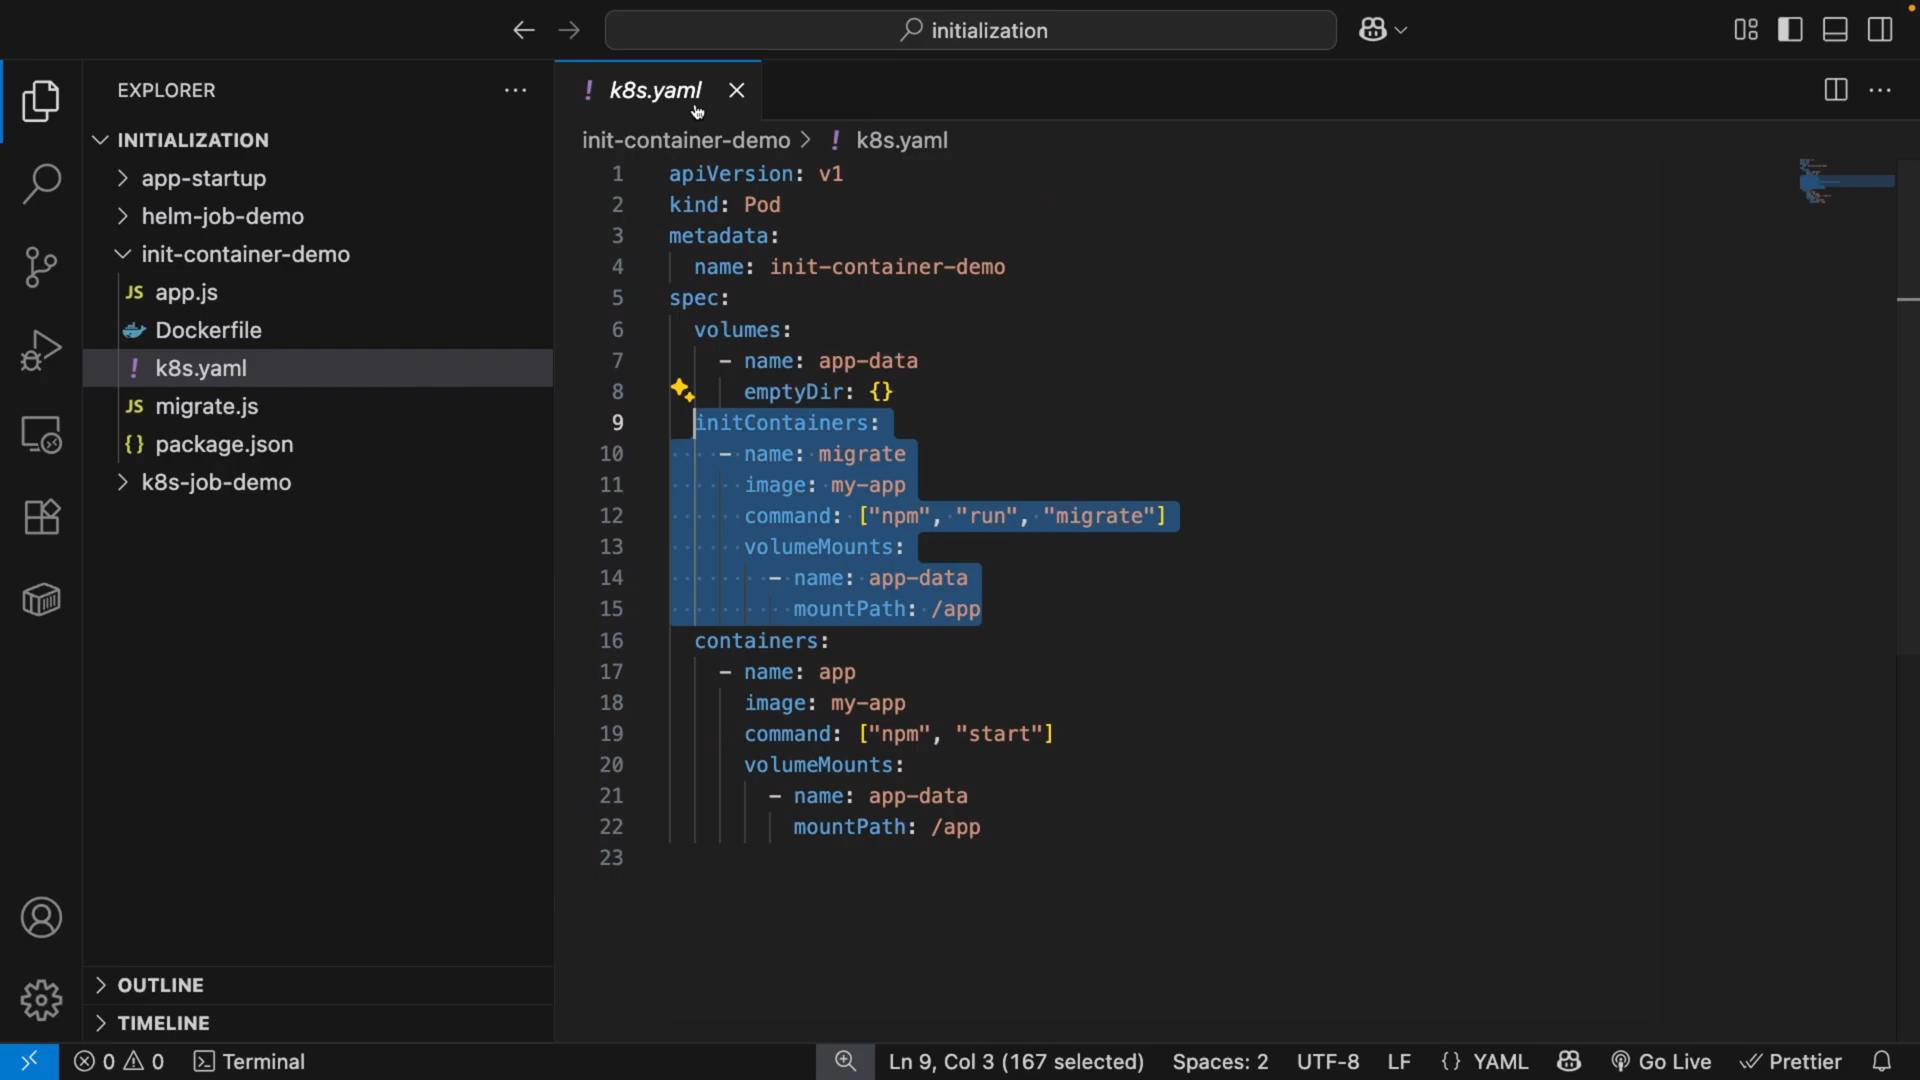 initialization
EXPLORER
k8s.yaml
INITIALIZATION
app-startup
helm-job-demo
init-container-demo
JS app.js
Dockerfile
! k8s.yaml
JS migrate.js
{} package.json
k8s-job-demo
OUTLINE
TIMELINE
init-container-demo > ! k8s.yaml
1 apiVersion: v1
2 kind: Pod
3 metadata:
4 name: init-container-demo
5 spec:
6 volumes:
7 - name: app-data
8 emptyDir: {}
9 initContainers:
10 - name: migrate
11 image: my-app
12 command: ["npm", "run", "migrate"]
13 volumeMounts:
14 - name: app-data
15 mountPath: /app
16 containers:
17 - name: app
18 image: my-app
19 command: ["npm", "start"]
20 volumeMounts:
21 - name: app-data
22 mountPath: /app
23
0 0 Terminal Ln 9, Col 3 (167 selected) Spaces: 2 UTF-8 LF {} YAML Go Live Prettier